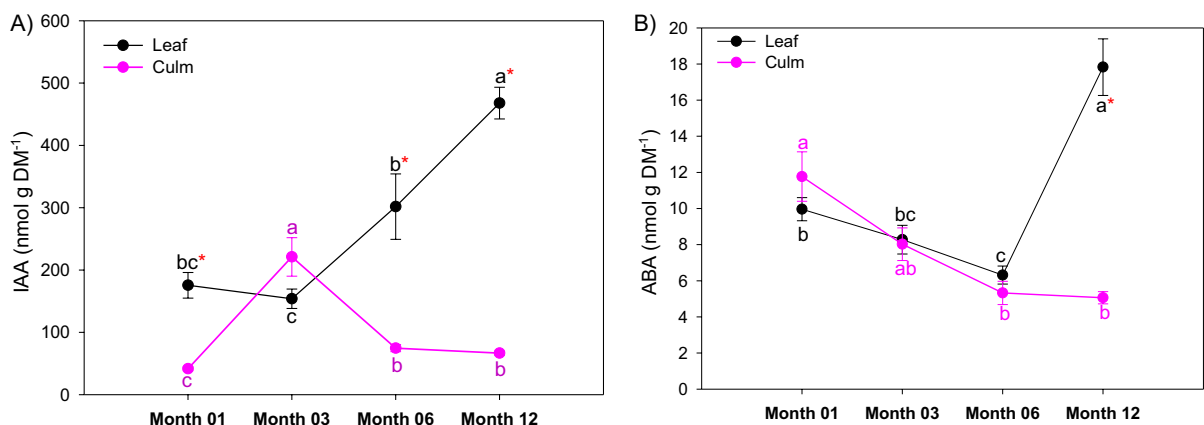 A)
600
500
400
300
200
100
0
IAA (nmol g DM⁻¹)
Leaf
Culm
bc*
c
b*
a*
c
a
b
b
Month 01 Month 03 Month 06 Month 12
B)
20
18
16
14
12
10
8
6
4
2
0
ABA (nmol g DM⁻¹)
Leaf
Culm
a
b
bc
ab
c
b
a*
b
Month 01 Month 03 Month 06 Month 12